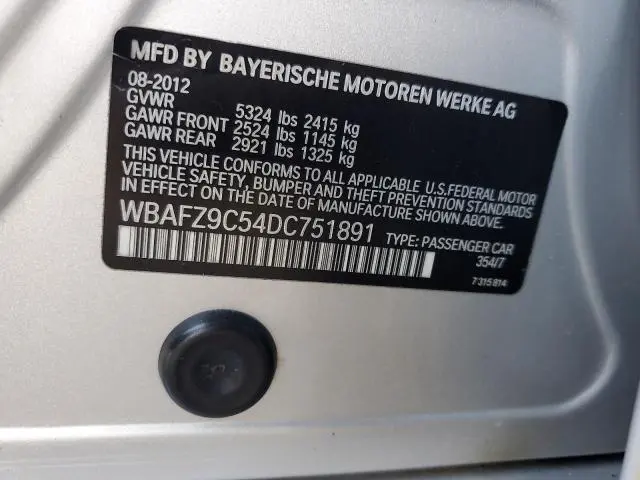 MFD BY BAYERISCHE MOTOREN WERKE AG
08-2012
GVWR 5324 lbs 2415 kg
GAWR FRONT 2524 lbs 1145 kg
GAWR REAR 2921 lbs 1325 kg
THIS VEHICLE CONFORMS TO ALL APPLICABLE U.S.FEDERAL MOTOR
VEHICLE SAFETY, BUMPER, AND THEFT PREVENTION STANDARDS
IN EFFECT ON THE DATE OF MANUFACTURE SHOWN ABOVE.
WBAFZ9C54DC751891 TYPE: PASSENGER CAR
354/7
7315814